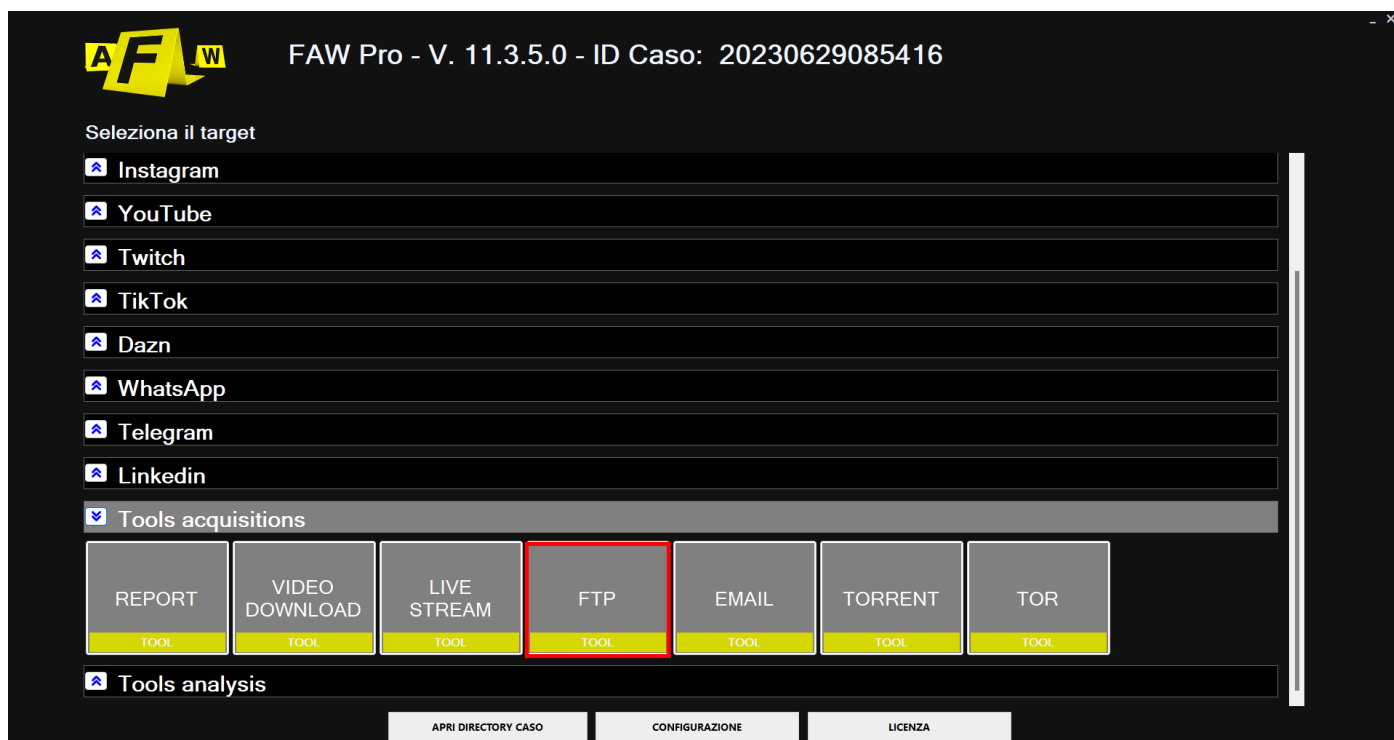 A F W
FAW Pro - V. 11.3.5.0 - ID Caso: 20230629085416
Seleziona il target
Instagram
YouTube
Twitch
TikTok
Dazn
WhatsApp
Telegram
Linkedin
Tools acquisitions
REPORT
TOOL
VIDEO
DOWNLOAD
TOOL
LIVE
STREAM
TOOL
FTP
TOOL
EMAIL
TOOL
TORRENT
TOOL
TOR
TOOL
Tools analysis
APRI DIRECTORY CASO
CONFIGURAZIONE
LICENZA